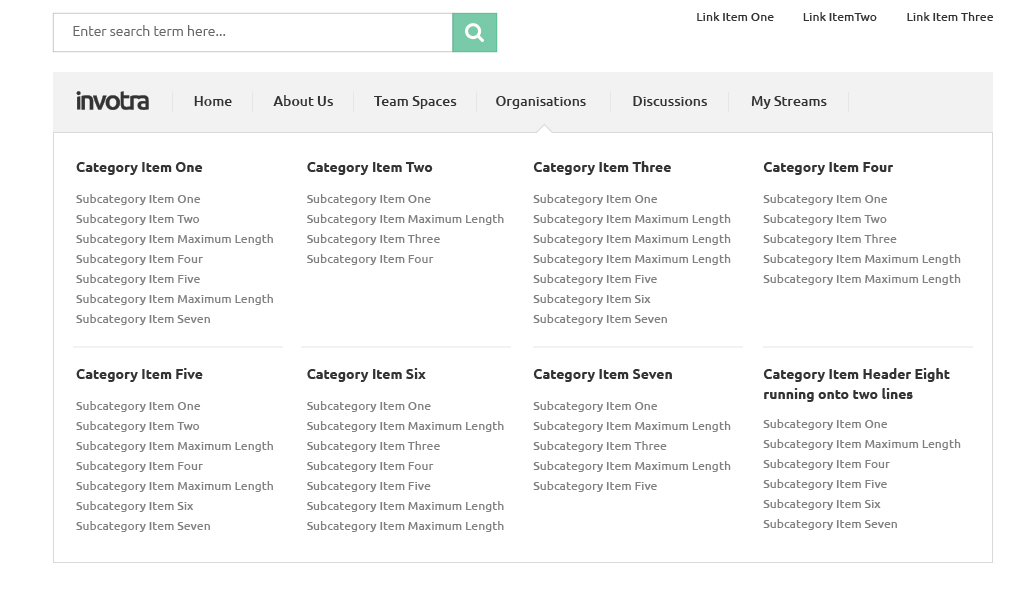 Enter search term here...
Link Item One
Link ItemTwo
Link Item Three
invotra
Home
About Us
Team Spaces
Organisations
Discussions
My Streams
Category Item One
Subcategory Item One
Subcategory Item Two
Subcategory Item Maximum Length
Subcategory Item Four
Subcategory Item Five
Subcategory Item Maximum Length
Subcategory Item Seven
Category Item Two
Subcategory Item One
Subcategory Item Maximum Length
Subcategory Item Three
Subcategory Item Four
Category Item Three
Subcategory Item One
Subcategory Item Maximum Length
Subcategory Item Maximum Length
Subcategory Item Maximum Length
Subcategory Item Five
Subcategory Item Six
Subcategory Item Seven
Category Item Four
Subcategory Item One
Subcategory Item Two
Subcategory Item Three
Subcategory Item Maximum Length
Subcategory Item Maximum Length
Category Item Five
Subcategory Item One
Subcategory Item Two
Subcategory Item Maximum Length
Subcategory Item Four
Subcategory Item Maximum Length
Subcategory Item Six
Subcategory Item Seven
Category Item Six
Subcategory Item One
Subcategory Item Maximum Length
Subcategory Item Three
Subcategory Item Four
Subcategory Item Five
Subcategory Item Maximum Length
Subcategory Item Maximum Length
Category Item Seven
Subcategory Item One
Subcategory Item Maximum Length
Subcategory Item Three
Subcategory Item Maximum Length
Subcategory Item Five
Category Item Header Eight
running onto two lines
Subcategory Item One
Subcategory Item Maximum Length
Subcategory Item Four
Subcategory Item Five
Subcategory Item Six
Subcategory Item Seven